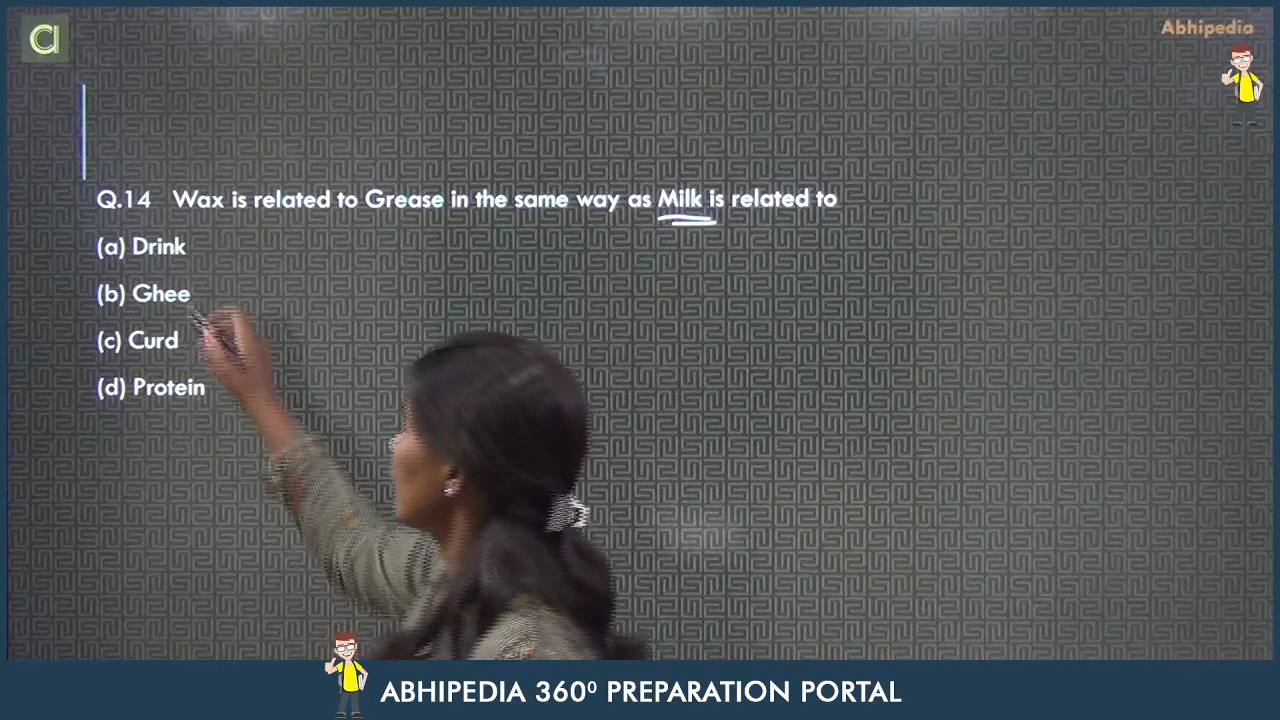 Abhipedia
Q.14 Wax is related to Grease in the same way as Milk is related to
(a) Drink
(b) Ghee
(c) Curd
(d) Protein
ABHIPEDIA 360⁰ PREPARATION PORTAL